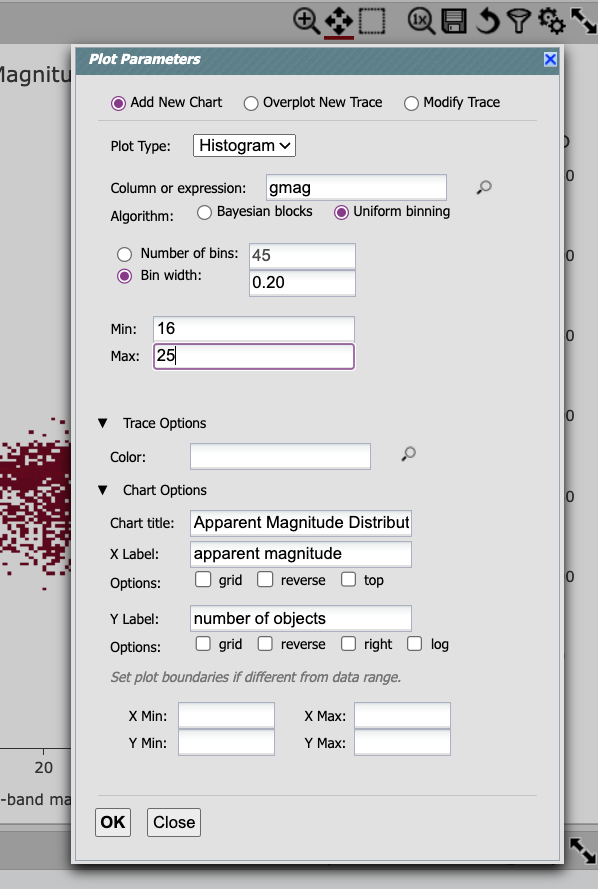 1x
Magnitu
Plot Parameters
Add New Chart Overplot New Trace Modify Trace
Plot Type: Histogram
Column or expression: gmag
Algorithm: Bayesian blocks Uniform binning
Number of bins: 45
Bin width: 0.20
Min: 16
Max: 25
Trace Options
Color:
Chart Options
Chart title: Apparent Magnitude Distribut
X Label: apparent magnitude
Options: grid reverse top
Y Label: number of objects
Options: grid reverse right log
Set plot boundaries if different from data range.
X Min: X Max:
Y Min: Y Max:
20
-band ma
OK Close